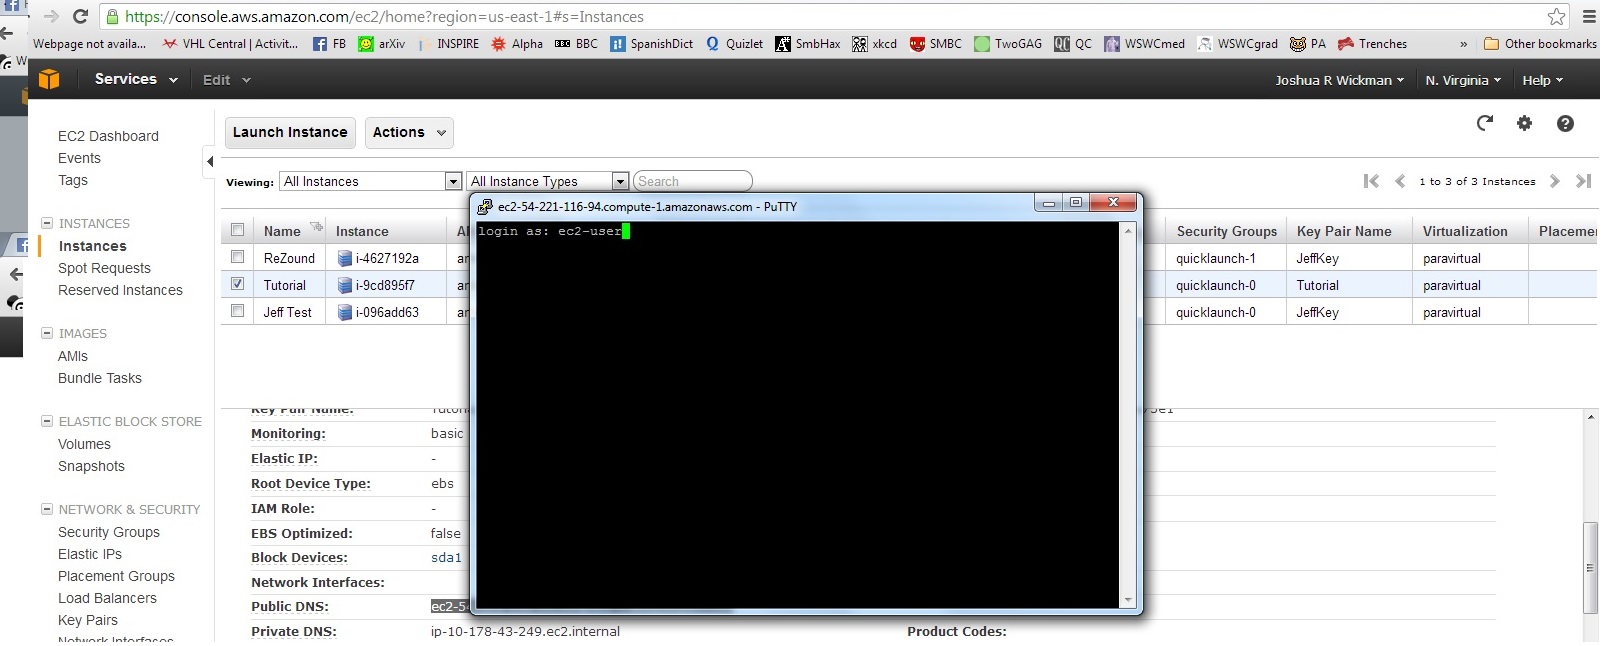 https://console.aws.amazon.com/ec2/home?region=us-east-1#s=Instances
Webpage not availa... VHL Central | Activit... FB arXiv INSPIRE Alpha BBC BBC SpanishDict Quizlet SmbHax xkcd SMBC TwoGAG QC QC WSWCmed WSWCgrad PA Trenches » Other bookmarks
Services Edit Joshua R Wickman N. Virginia Help
EC2 Dashboard
Events
Tags
INSTANCES
Instances
Spot Requests
Reserved Instances
IMAGES
AMIs
Bundle Tasks
ELASTIC BLOCK STORE
Volumes
Snapshots
NETWORK & SECURITY
Security Groups
Elastic IPs
Placement Groups
Load Balancers
Key Pairs
Network Interfaces
Launch Instance Actions
Viewing: All Instances All Instance Types Search 1 to 3 of 3 Instances
Name Instance Security Groups Key Pair Name Virtualization Placeme
ReZound i-4627192a quicklaunch-1 JeffKey paravirtual
Tutorial i-9cd895f7 quicklaunch-0 Tutorial paravirtual
Jeff Test i-096add63 quicklaunch-0 JeffKey paravirtual
ec2-54-221-116-94.compute-1.amazonaws.com - PuTTY
login as: ec2-user
Key Pair Name:
Monitoring: basic
Elastic IP: -
Root Device Type: ebs
IAM Role: -
EBS Optimized: false
Block Devices: sda1
Network Interfaces:
Public DNS: ec2-54
Private DNS: ip-10-178-43-249.ec2.internal Product Codes: